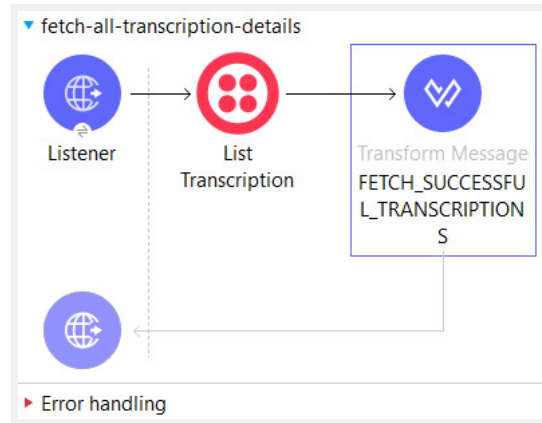 fetch-all-transcription-details
Listener
List
Transcription
Transform Message
FETCH_SUCCESSFU
L_TRANSCRIPTION
S
Error handling